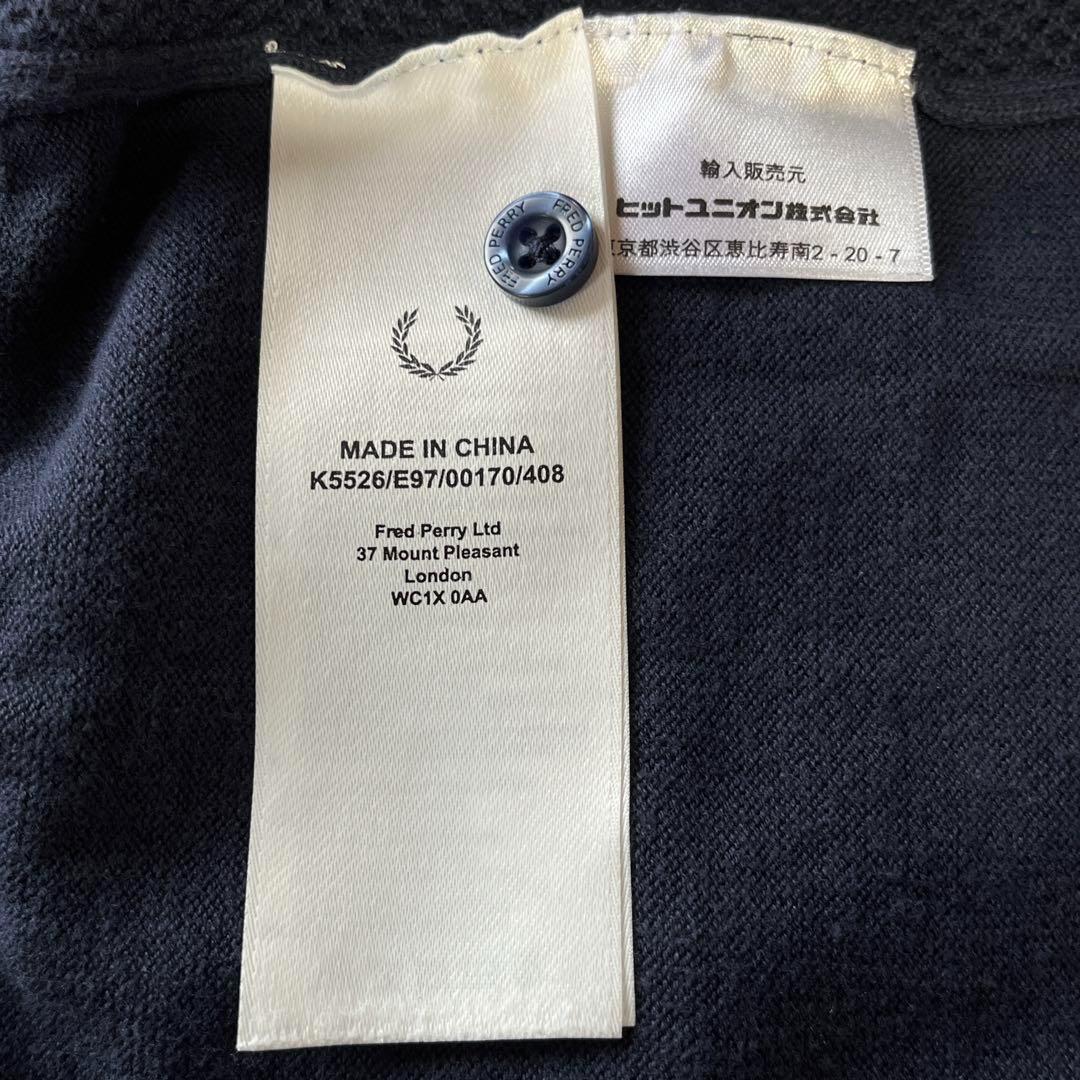 輸入販売元
ヒットユニオン株式会社
京都渋谷区恵比寿南2-20-7
FRED PERRY FRED PERRY
MADE IN CHINA
K5526/E97/00170/408
Fred Perry Ltd
37 Mount Pleasant
London
WC1X 0AA